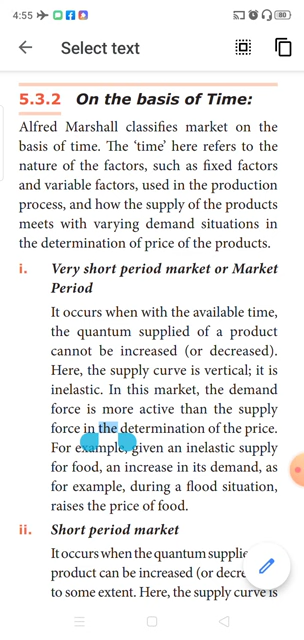 4:55
80
Select text
5.3.2 On the basis of Time:
Alfred Marshall classifies market on the
basis of time. The ‘time’ here refers to the
nature of the factors, such as fixed factors
and variable factors, used in the production
process, and how the supply of the products
meets with varying demand situations in
the determination of price of the products.
i. Very short period market or Market
Period
It occurs when with the available time,
the quantum supplied of a product
cannot be increased (or decreased).
Here, the supply curve is vertical; it is
inelastic. In this market, the demand
force is more active than the supply
force in the determination of the price.
For example, given an inelastic supply
for food, an increase in its demand, as
for example, during a flood situation,
raises the price of food.
ii. Short period market
It occurs when the quantum
product can be increased (or
to some extent. Here, the supply curve is